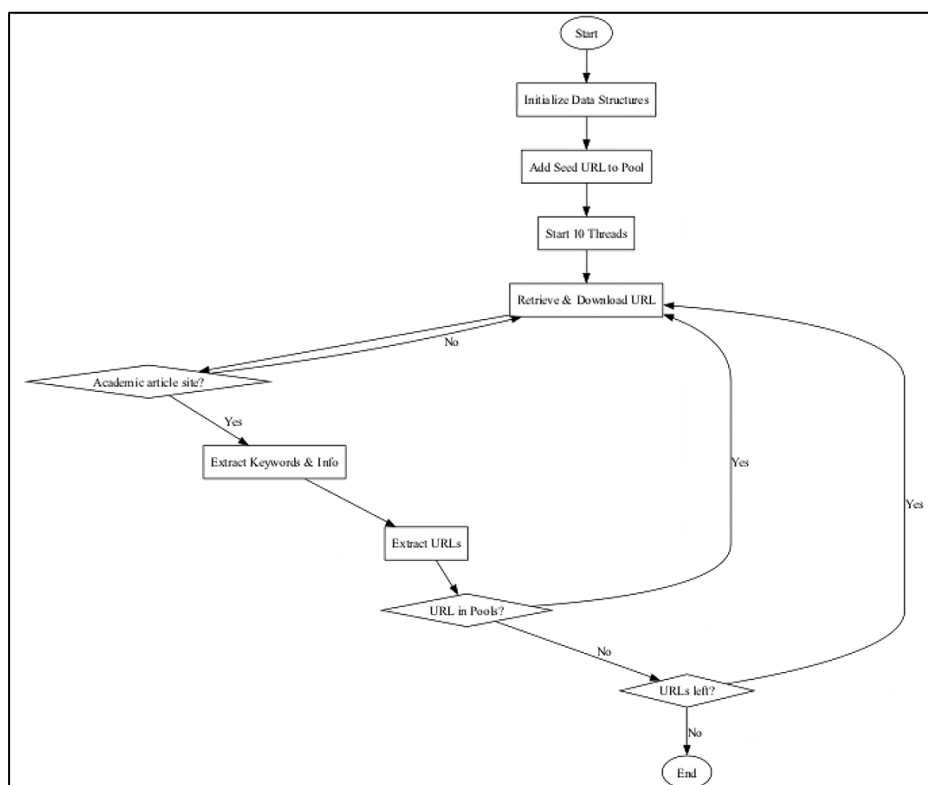 Start
Initialize Data Structures
Add Seed URL to Pool
Start 10 Threads
Retrieve & Download URL
No
Academic article site?
Yes
Extract Keywords & Info
Yes
Yes
Extract URLs
URL in Pools?
No
URLs left?
No
End